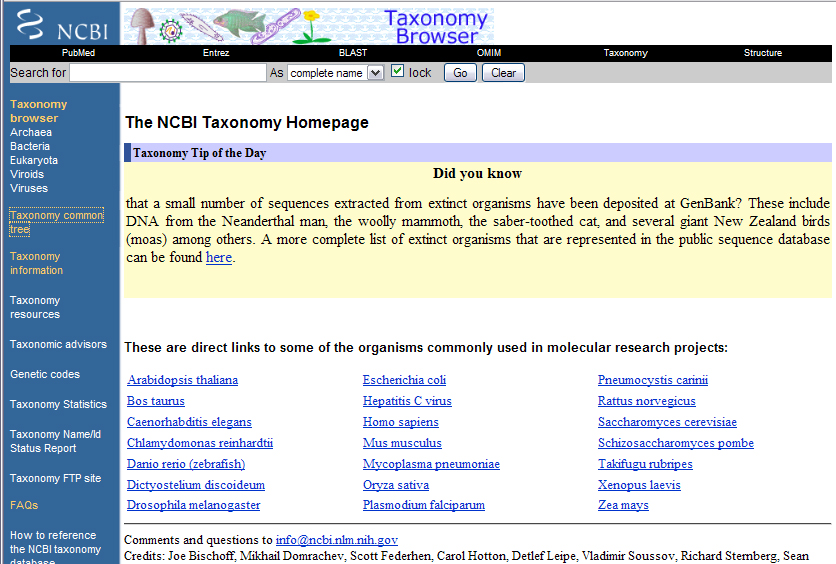 NCBI
Taxonomy
Browser
PubMed Entrez BLAST OMIM Taxonomy Structure
Search for As complete name lock Go Clear
Taxonomy
browser
Archaea
Bacteria
Eukaryota
Viroids
Viruses
Taxonomy common
tree
Taxonomy
information
Taxonomy
resources
Taxonomic advisors
Genetic codes
Taxonomy Statistics
Taxonomy Name/Id
Status Report
Taxonomy FTP site
FAQs
How to reference
the NCBI taxonomy
database
The NCBI Taxonomy Homepage
Taxonomy Tip of the Day
Did you know
that a small number of sequences extracted from extinct organisms have been deposited at GenBank? These include
DNA from the Neanderthal man, the woolly mammoth, the saber-toothed cat, and several giant New Zealand birds
(moas) among others. A more complete list of extinct organisms that are represented in the public sequence database
can be found here.
These are direct links to some of the organisms commonly used in molecular research projects:
Arabidopsis thaliana Escherichia coli Pneumocystis carinii
Bos taurus Hepatitis C virus Rattus norvegicus
Caenorhabditis elegans Homo sapiens Saccharomyces cerevisiae
Chlamydomonas reinhardtii Mus musculus Schizosaccharomyces pombe
Danio rerio (zebrafish) Mycoplasma pneumoniae Takifugu rubripes
Dictyostelium discoideum Oryza sativa Xenopus laevis
Drosophila melanogaster Plasmodium falciparum Zea mays
Comments and questions to info@ncbi.nlm.nih.gov
Credits: Joe Bischoff, Mikhail Domrachev, Scott Federhen, Carol Hotton, Detlef Leipe, Vladimir Soussov, Richard Sternberg, Sean